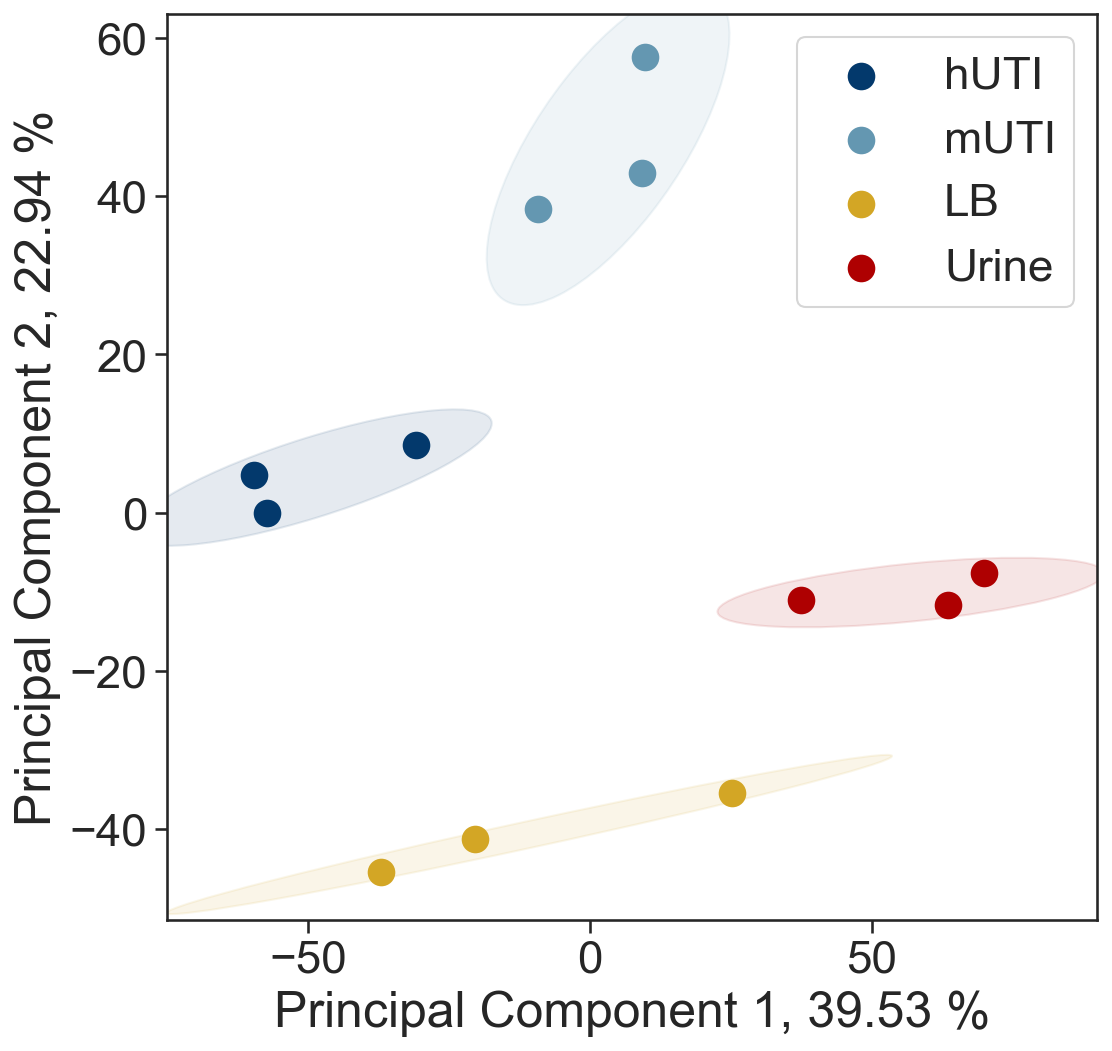 60
40
20
0
−20
−40
Principal Component 2, 22.94 %
hUTI
mUTI
LB
Urine
−50
0
50
Principal Component 1, 39.53 %